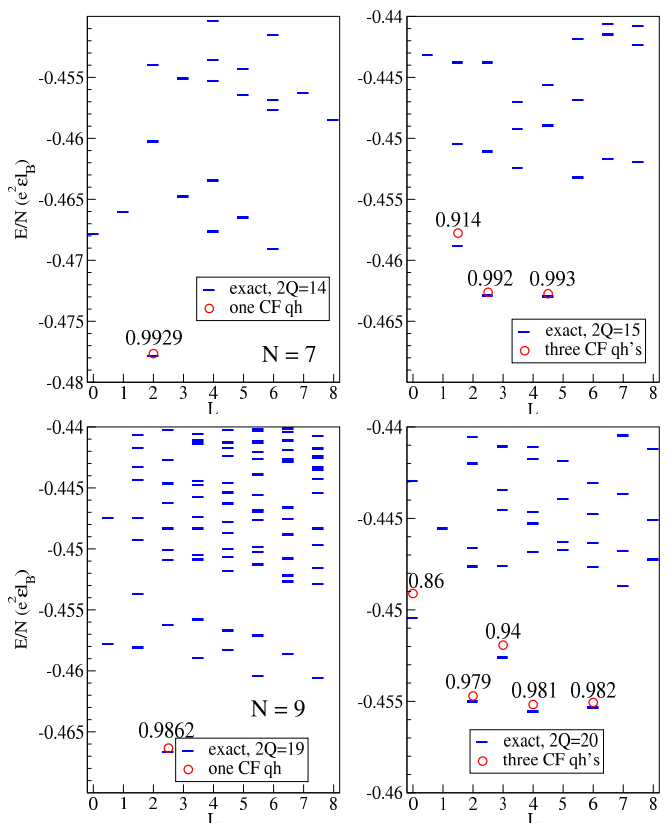 -0.455
-0.46
-0.465
-0.47
-0.475
-0.48
E/N (e²εl_B)
exact, 2Q=14
one CF qh
0.9929
N = 7
0 1 2 3 4 5 6 7 8
L
-0.44
-0.445
-0.45
-0.455
-0.46
-0.465
0.914
0.992 0.993
exact, 2Q=15
three CF qh's
0 1 2 3 4 5 6 7 8
L
-0.44
-0.445
-0.45
-0.455
-0.46
-0.465
E/N (e²εl_B)
N = 9
0.9862
exact, 2Q=19
one CF qh
0 1 2 3 4 5 6 7 8
L
-0.44
-0.445
-0.45
-0.455
-0.46
0.86
0.94
0.979 0.981 0.982
exact, 2Q=20
three CF qh's
0 1 2 3 4 5 6 7 8
L